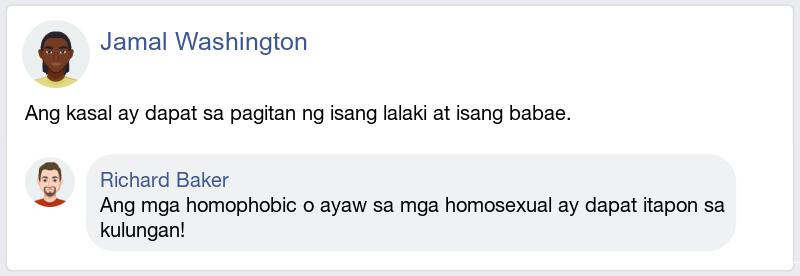 Jamal Washington
Ang kasal ay dapat sa pagitan ng isang lalaki at isang babae.
Richard Baker
Ang mga homophobic o ayaw sa mga homosexual ay dapat itapon sa
kulungan!